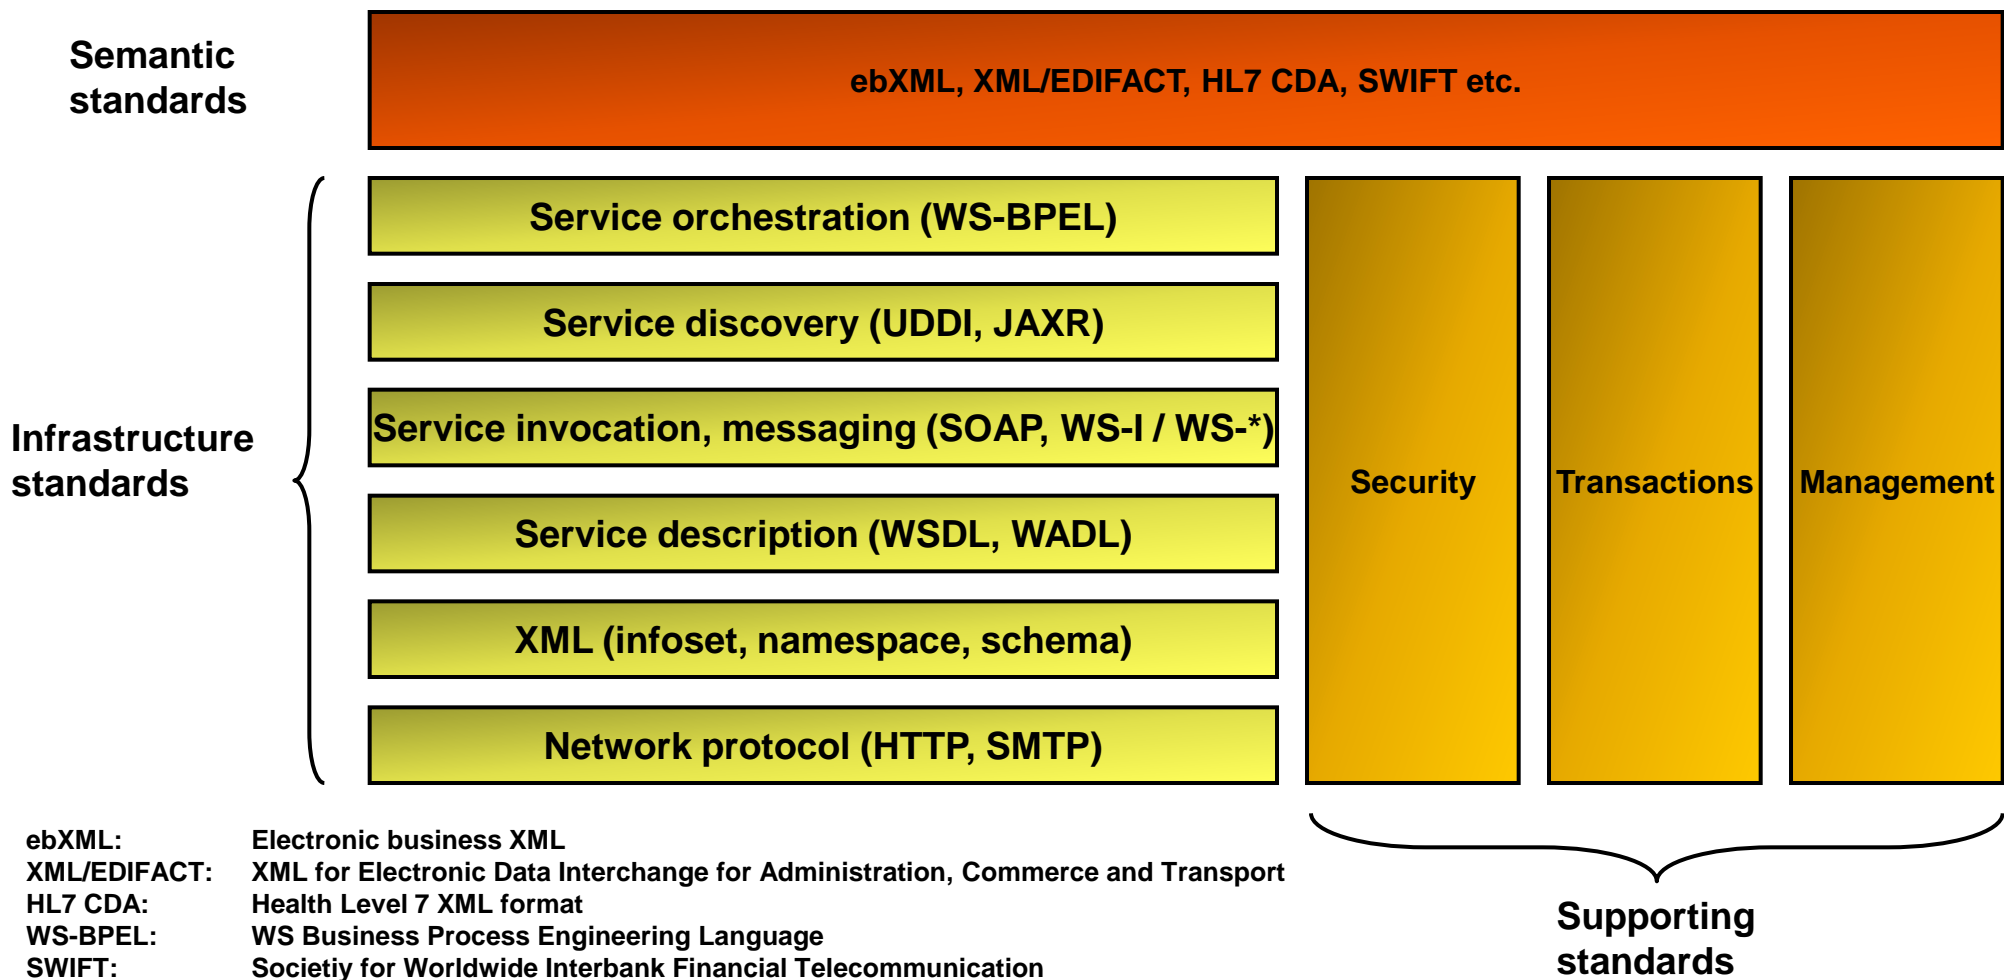 Semantic
standards
ebXML, XML/EDIFACT, HL7 CDA, SWIFT etc.
Infrastructure
standards
Service orchestration (WS-BPEL)
Service discovery (UDDI, JAXR)
Service invocation, messaging (SOAP, WS-I / WS-*)
Service description (WSDL, WADL)
XML (infoset, namespace, schema)
Network protocol (HTTP, SMTP)
Security
Transactions
Management
Supporting
standards
ebXML: Electronic business XML
XML/EDIFACT: XML for Electronic Data Interchange for Administration, Commerce and Transport
HL7 CDA: Health Level 7 XML format
WS-BPEL: WS Business Process Engineering Language
SWIFT: Societiy for Worldwide Interbank Financial Telecommunication